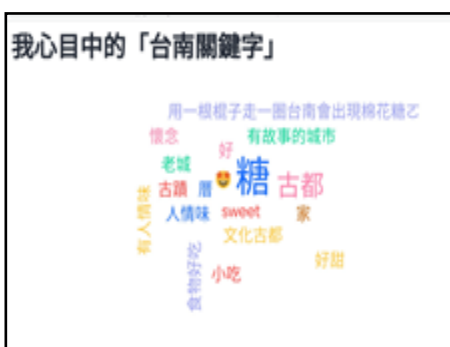 我心目中的「台南關鍵字」
用一根棍子走一圈台南會出現棉花糖ㄛ
懷念
好
有故事的城市
老城
糖
古都
古蹟
厝
😍
有人情味
人情味
sweet
家
文化古都
食物好吃
小吃
好甜